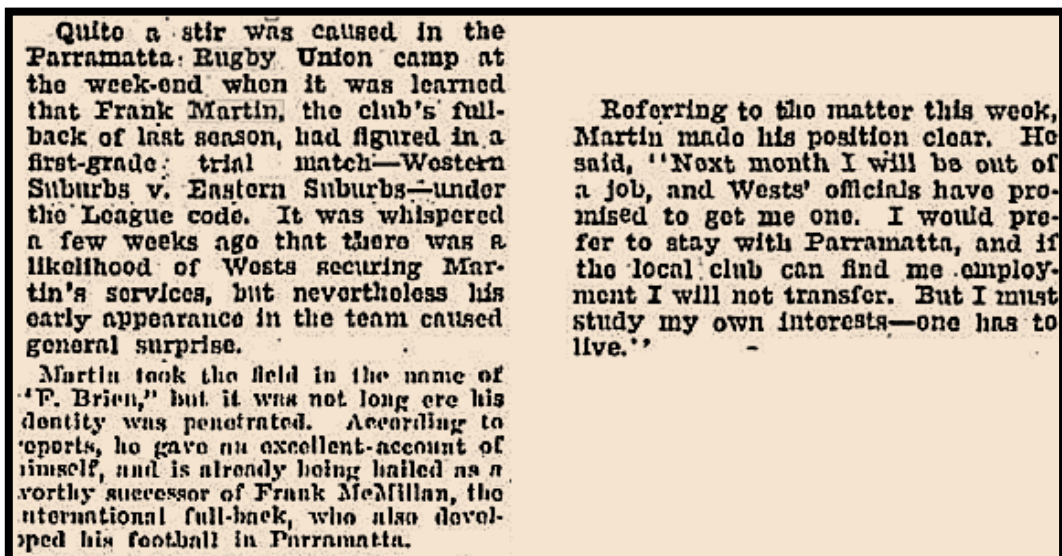 Quite a stir was caused in the
Parramatta Rugby Union camp at
the week-end when it was learned
that Frank Martin, the club's full-
back of last season, had figured in a
first-grade trial match—Western
Suburbs v. Eastern Suburbs—under
the League code. It was whispered
a few weeks ago that there was a
likelihood of Wests securing Mar-
tin's services, but nevertheless his
early appearance in the team caused
general surprise.
Martin took the field in the name of
"F. Brien," but it was not long ere his
dentity was penetrated. According to
eports, he gave an excellent account of
imself, and is already being hailed as a
vorthy successor of Frank McMillan, the
nternational full-back, who also devel-
ped his football in Parramatta.
Referring to the matter this week,
Martin made his position clear. He
said, "Next month I will be out of
a job, and Wests' officials have pro-
mised to get me one. I would pre-
fer to stay with Parramatta, and if
the local club can find me employ-
ment I will not transfer. But I must
study my own interests—one has to
live."